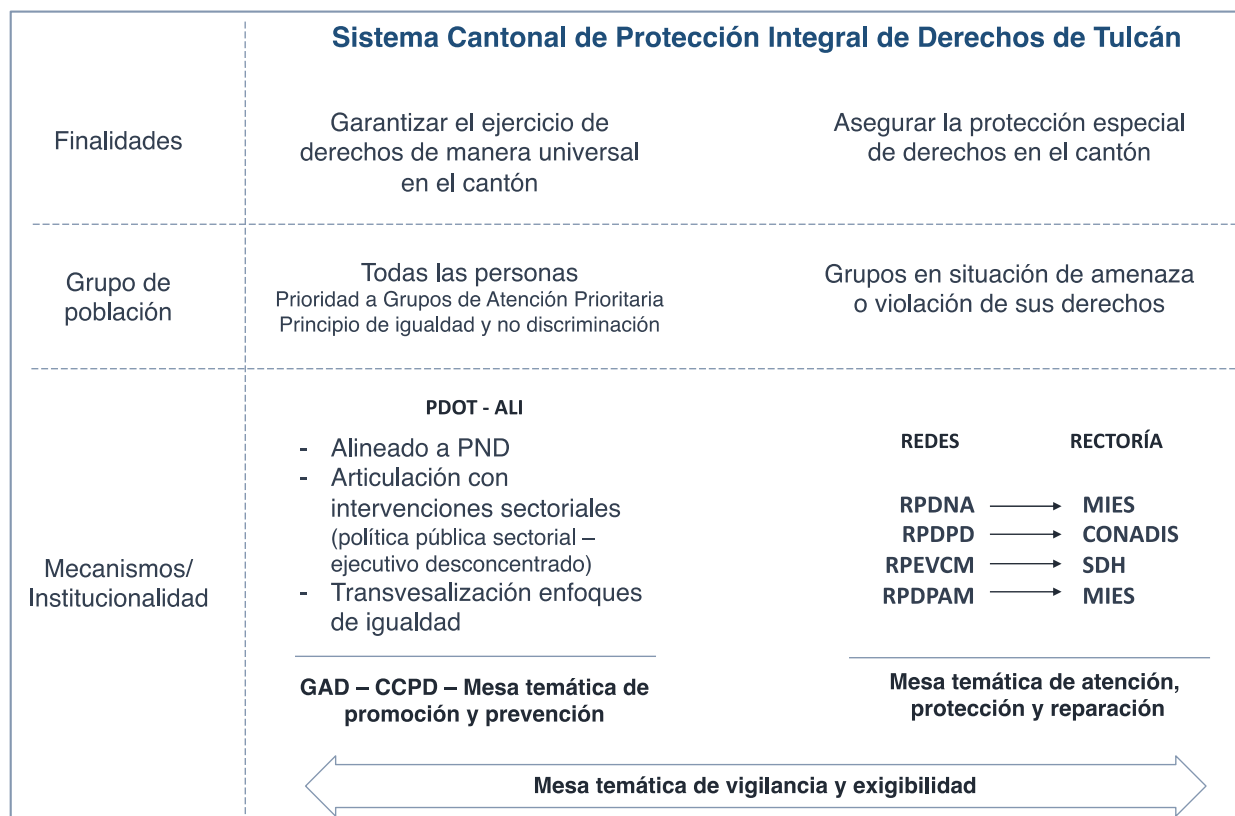 Sistema Cantonal de Protección Integral de Derechos de Tulcán
Finalidades
Garantizar el ejercicio de
derechos de manera universal
en el cantón
Asegurar la protección especial
de derechos en el cantón
Grupo de
población
Todas las personas
Prioridad a Grupos de Atención Prioritaria
Principio de igualdad y no discriminación
Grupos en situación de amenaza
o violación de sus derechos
Mecanismos/
Institucionalidad
PDOT - ALI
- Alineado a PND
- Articulación con
intervenciones sectoriales
(política pública sectorial –
ejecutivo desconcentrado)
- Transvesalización enfoques
de igualdad
GAD – CCPD – Mesa temática de
promoción y prevención
REDES RECTORÍA
RPDNA MIES
RPDPD CONADIS
RPEVCM SDH
RPDPAM MIES
Mesa temática de atención,
protección y reparación
Mesa temática de vigilancia y exigibilidad